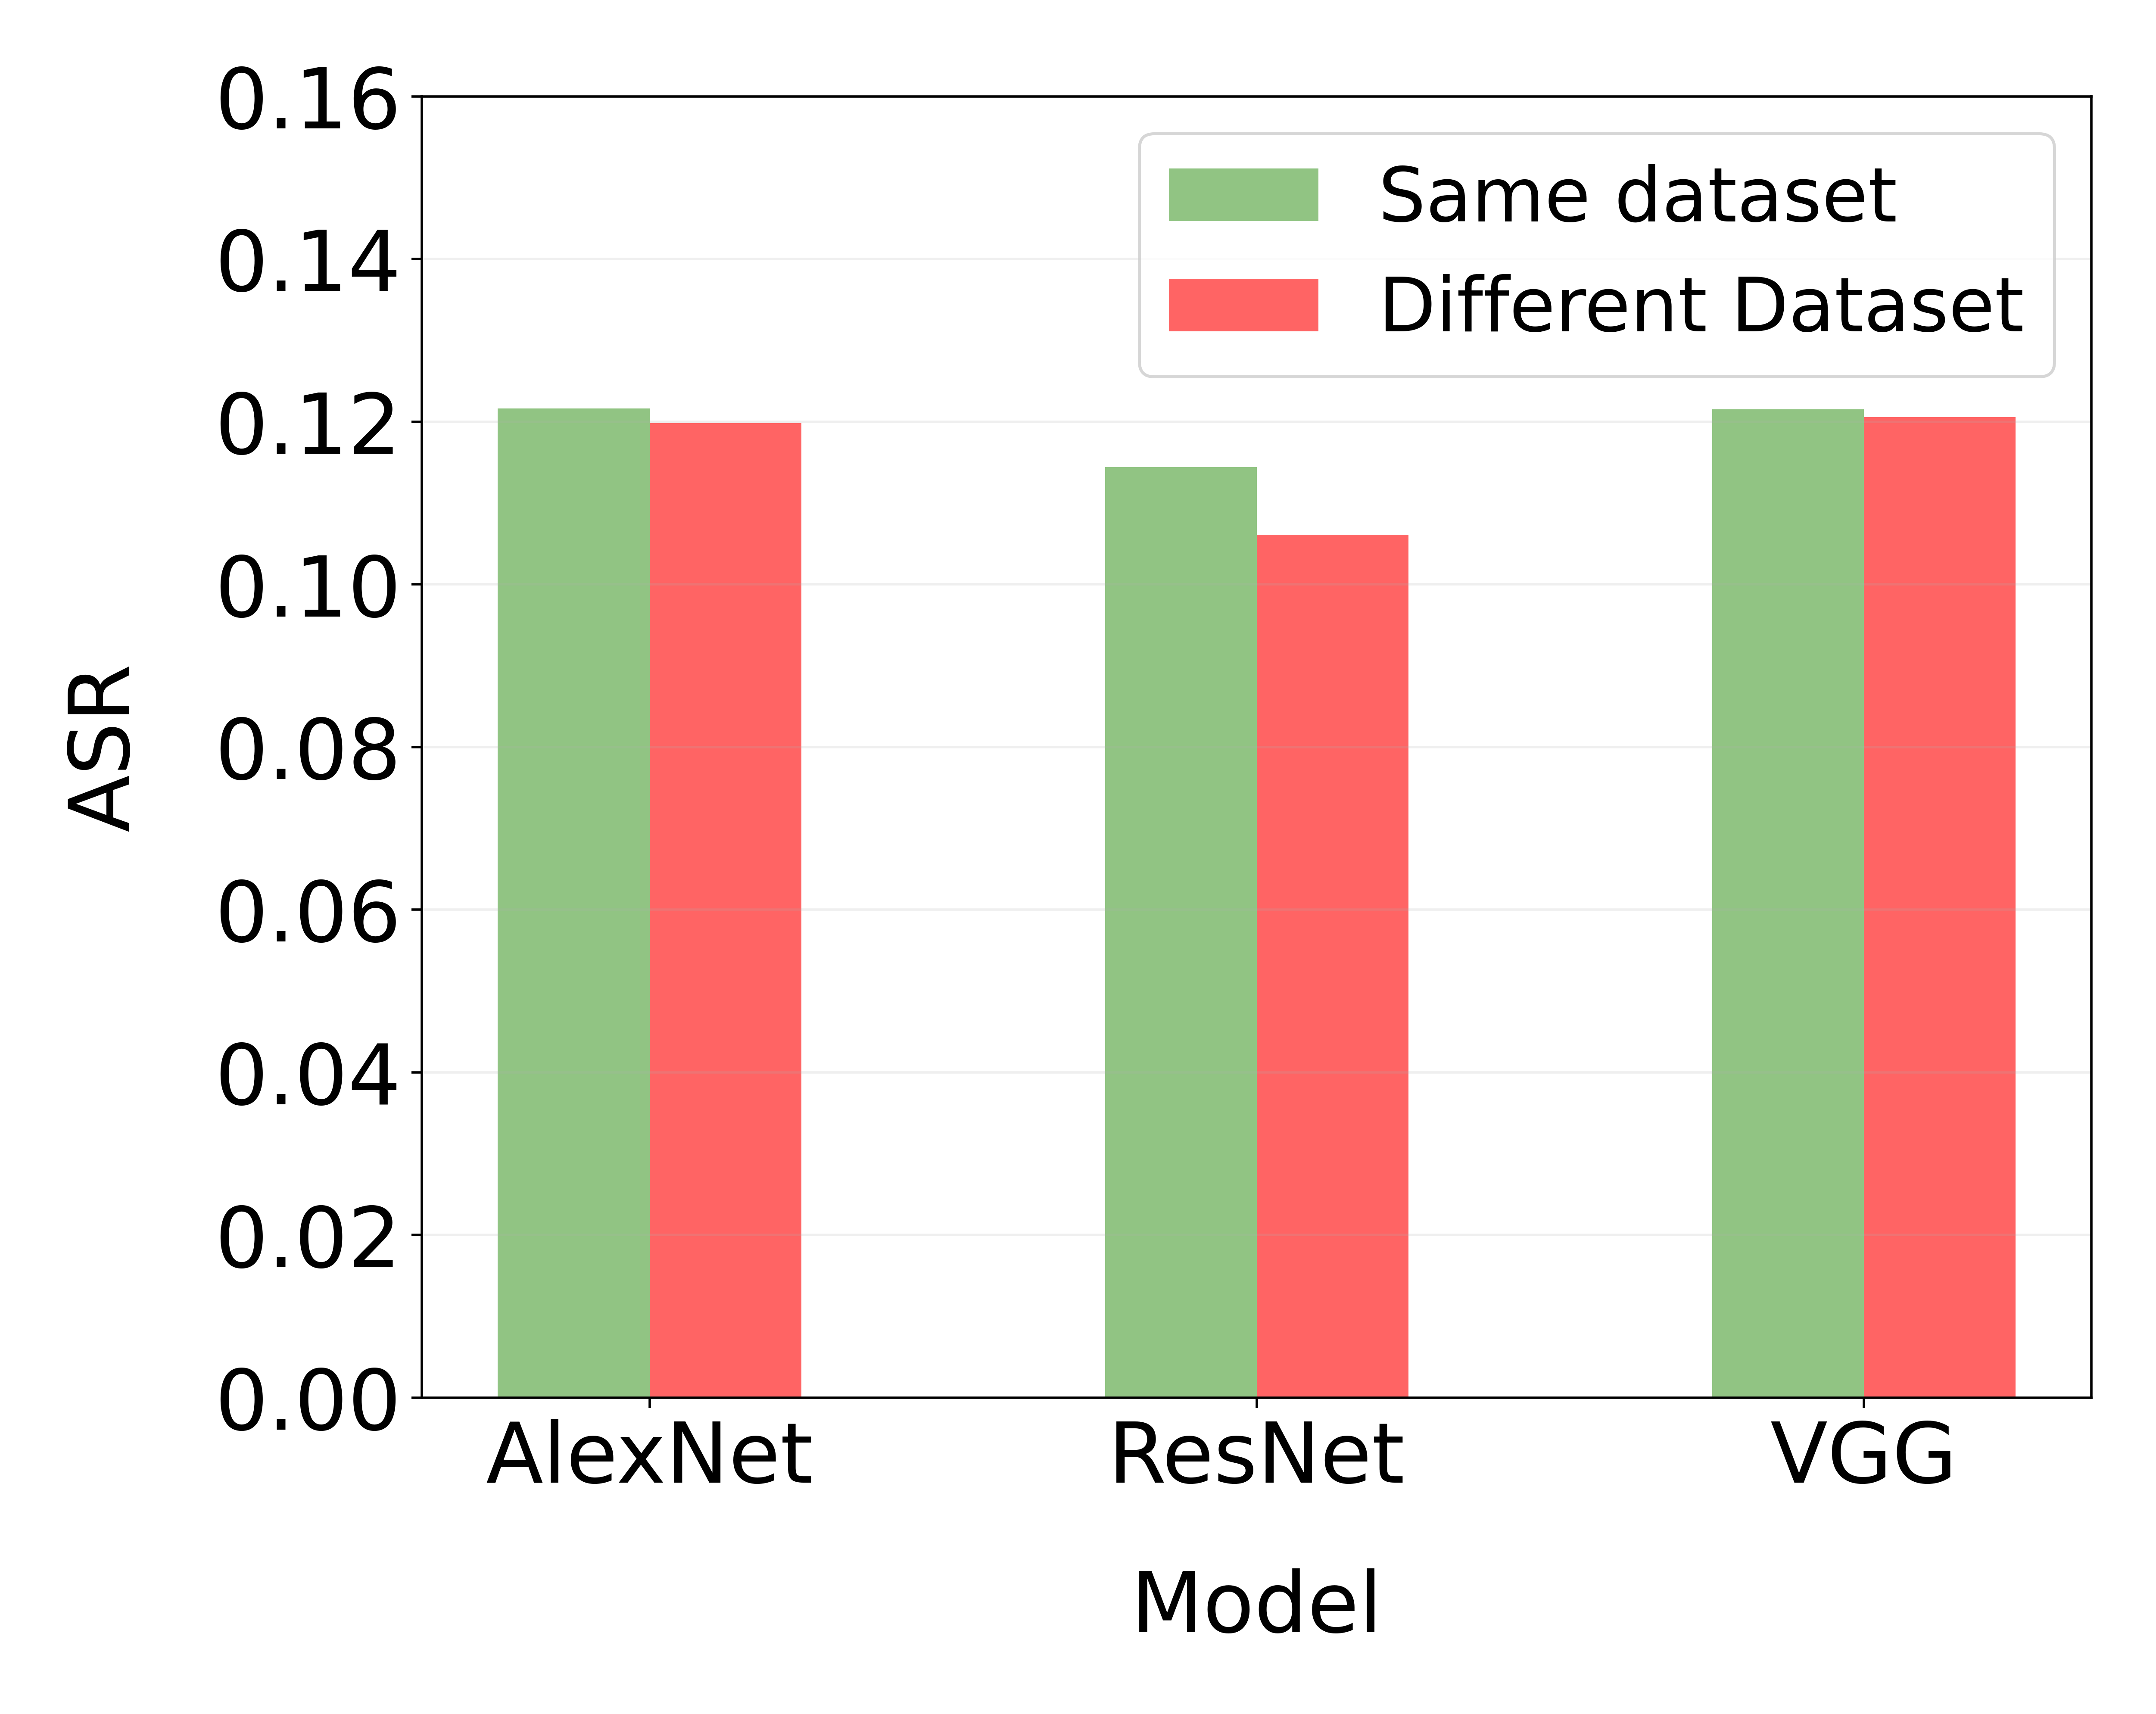 0.16
0.14
0.12
0.10
0.08
0.06
0.04
0.02
0.00
ASR
Same dataset
Different Dataset
AlexNet ResNet VGG
Model